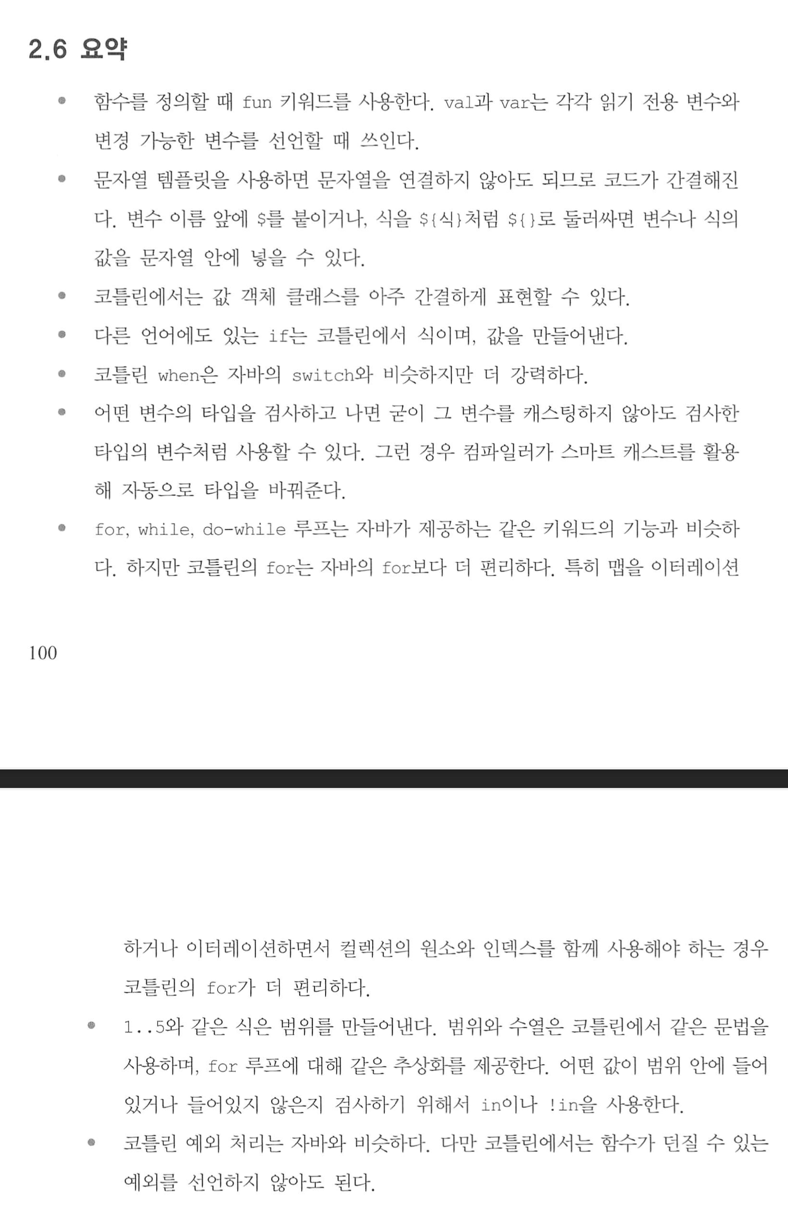 2.6 요약
• 함수를 정의할 때 fun 키워드를 사용한다. val과 var는 각각 읽기 전용 변수와
변경 가능한 변수를 선언할 때 쓰인다.
• 문자열 템플릿을 사용하면 문자열을 연결하지 않아도 되므로 코드가 간결해진
다. 변수 이름 앞에 $를 붙이거나, 식을 ${식}처럼 ${}로 둘러싸면 변수나 식의
값을 문자열 안에 넣을 수 있다.
• 코틀린에서는 값 객체 클래스를 아주 간결하게 표현할 수 있다.
• 다른 언어에도 있는 if는 코틀린에서 식이며, 값을 만들어낸다.
• 코틀린 when은 자바의 switch와 비슷하지만 더 강력하다.
• 어떤 변수의 타입을 검사하고 나면 굳이 그 변수를 캐스팅하지 않아도 검사한
타입의 변수처럼 사용할 수 있다. 그런 경우 컴파일러가 스마트 캐스트를 활용
해 자동으로 타입을 바꿔준다.
• for, while, do-while 루프는 자바가 제공하는 같은 키워드의 기능과 비슷하
다. 하지만 코틀린의 for는 자바의 for보다 더 편리하다. 특히 맵을 이터레이션
100
하거나 이터레이션하면서 컬렉션의 원소와 인덱스를 함께 사용해야 하는 경우
코틀린의 for가 더 편리하다.
• 1..5와 같은 식은 범위를 만들어낸다. 범위와 수열은 코틀린에서 같은 문법을
사용하며, for 루프에 대해 같은 추상화를 제공한다. 어떤 값이 범위 안에 들어
있거나 들어있지 않은지 검사하기 위해서 in이나 !in을 사용한다.
• 코틀린 예외 처리는 자바와 비슷하다. 다만 코틀린에서는 함수가 던질 수 있는
예외를 선언하지 않아도 된다.